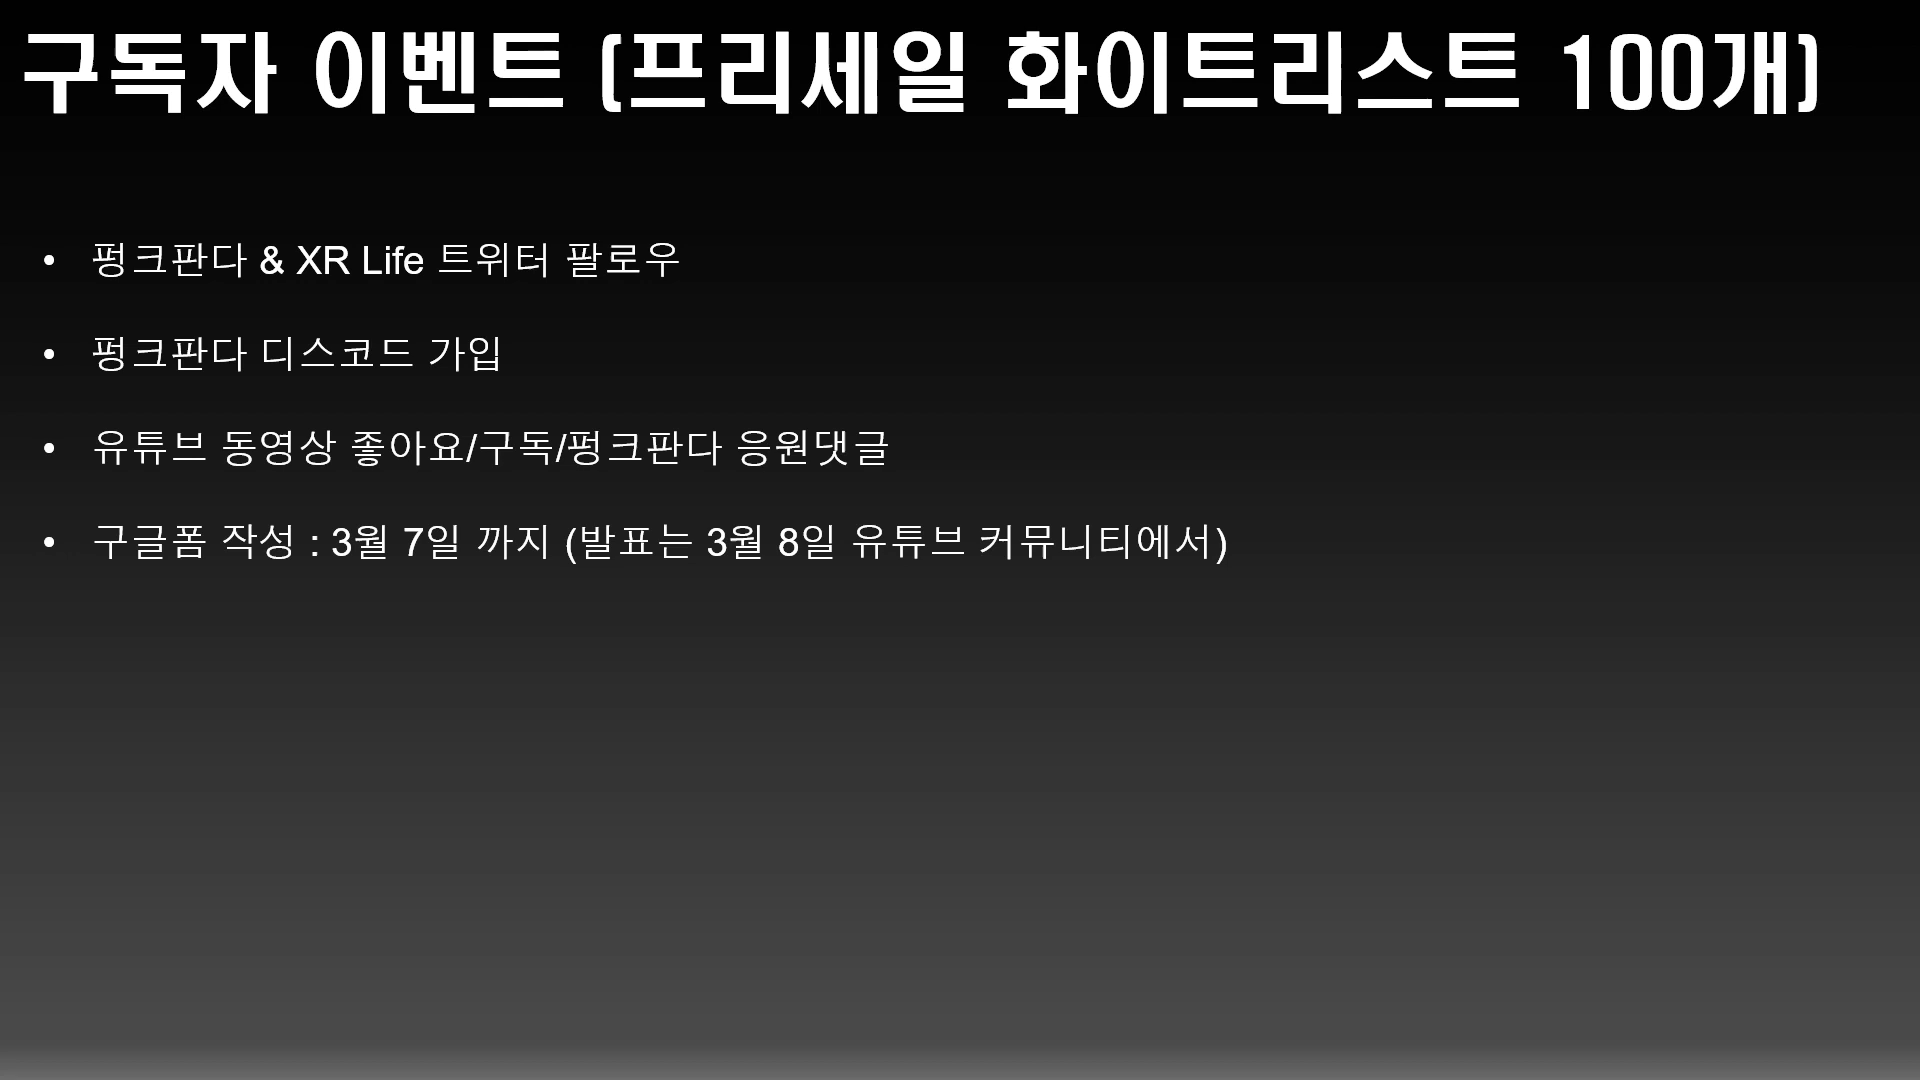 구독자 이벤트 (프리세일 화이트리스트 100개)
• 펑크판다 & XR Life 트위터 팔로우
• 펑크판다 디스코드 가입
• 유튜브 동영상 좋아요/구독/펑크판다 응원댓글
• 구글폼 작성 : 3월 7일 까지 (발표는 3월 8일 유튜브 커뮤니티에서)